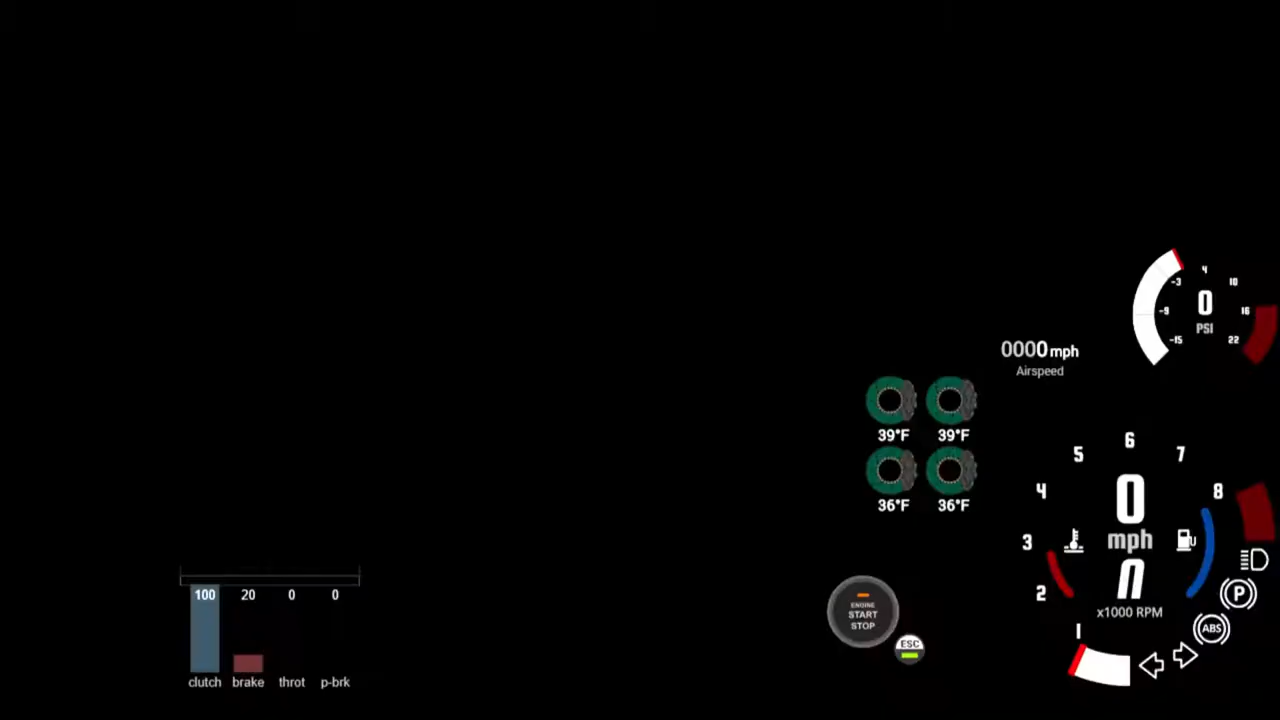 4
-3 10
0
-9 16
PSI
-15 22
0000mph
Airspeed
39°F 39°F
36°F 36°F
6
5 7
4 8
0
3 mph
n
2
x1000 RPM
1
P
ABS
ENGINE
START
STOP
ESC
100 20 0 0
clutch brake throt p-brk